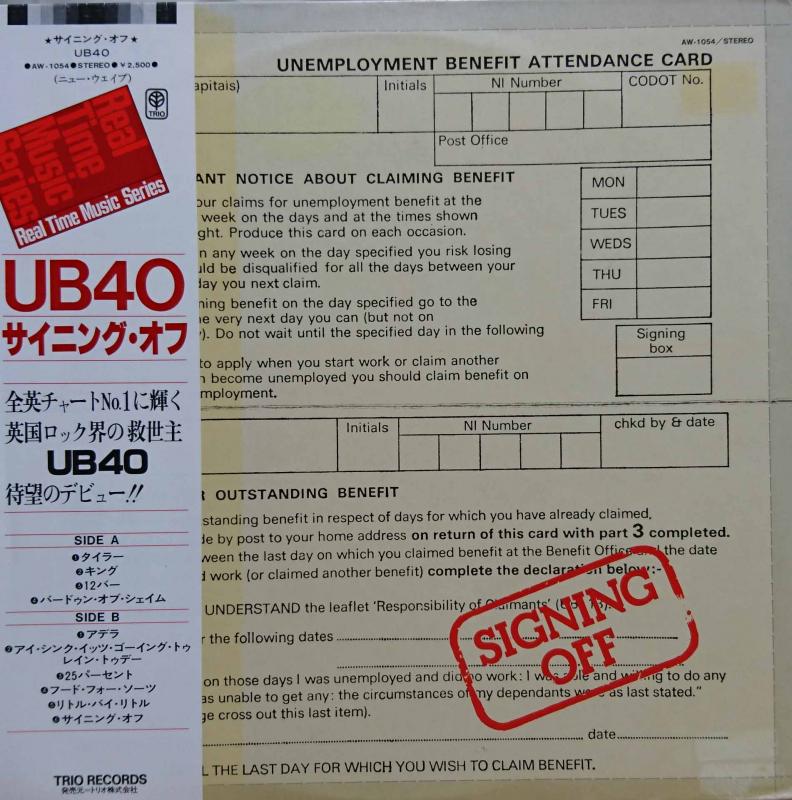 ★サイニング・オフ★
UB40
●AW-1054●STEREO●¥2,500●
(ニュー・ウェイブ)
TRIO
Real
Time
Music
Series
Real Time Music Series
UB40
サイニング・オフ
全英チャートNo.1に輝く
英国ロック界の救世主
UB40
待望のデビュー!!
SIDE A
❶タイラー
❷キング
❸12バー
❹バードゥン・オブ・シェイム
SIDE B
❶アデラ
❷アイ・シンク・イッツ・ゴーイング・トゥ
レイン・トゥデー
❸25パーセント
❹フード・フォー・ソーツ
❺リトル・バイ・リトル
❻サイニング・オフ
TRIO RECORDS
発売元―トリオ株式会社
AW-1054/STEREO
UNEMPLOYMENT BENEFIT ATTENDANCE CARD
apitals)
Initials
NI Number
CODOT No.
Post Office
ANT NOTICE ABOUT CLAIMING BENEFIT
our claims for unemployment benefit at the
week on the days and at the times shown
ght. Produce this card on each occasion.
n any week on the day specified you risk losing
uld be disqualified for all the days between your
day you next claim.
ning benefit on the day specified go to the
he very next day you can (but not on
). Do not wait until the specified day in the following
to apply when you start work or claim another
n become unemployed you should claim benefit on
mployment.
MON
TUES
WEDS
THU
FRI
Signing
box
Initials
NI Number
chkd by & date
R OUTSTANDING BENEFIT
standing benefit in respect of days for which you have already claimed,
de by post to your home address on return of this card with part 3 completed.
ween the last day on which you claimed benefit at the Benefit Office and the date
d work (or claimed another benefit) complete the declaration below:-
UNDERSTAND the leaflet 'Responsibility of Claimants' (UBL 18).
r the following dates
on those days I was unemployed and did no work: I was able and willing to do any
as unable to get any: the circumstances of my dependants were as last stated."
ge cross out this last item).
SIGNING
OFF
date
L THE LAST DAY FOR WHICH YOU WISH TO CLAIM BENEFIT.